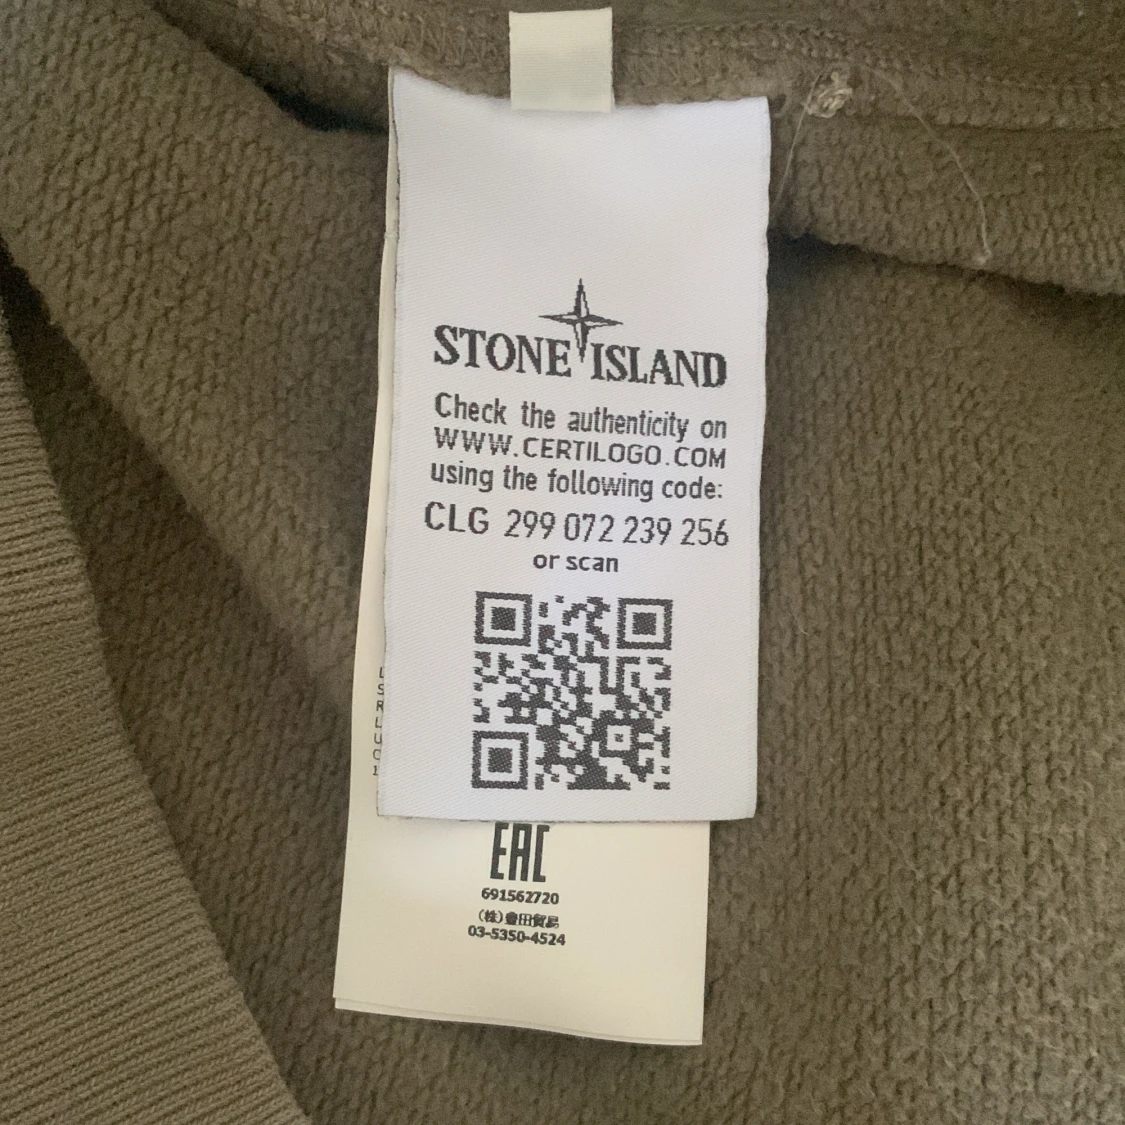 STONE ISLAND
Check the authenticity on
WWW.CERTILOGO.COM
using the following code:
CLG 299 072 239 256
or scan
L
S
R
L
U
C
1
EAC
691562720
(株)豊田貿易
03-5350-4524